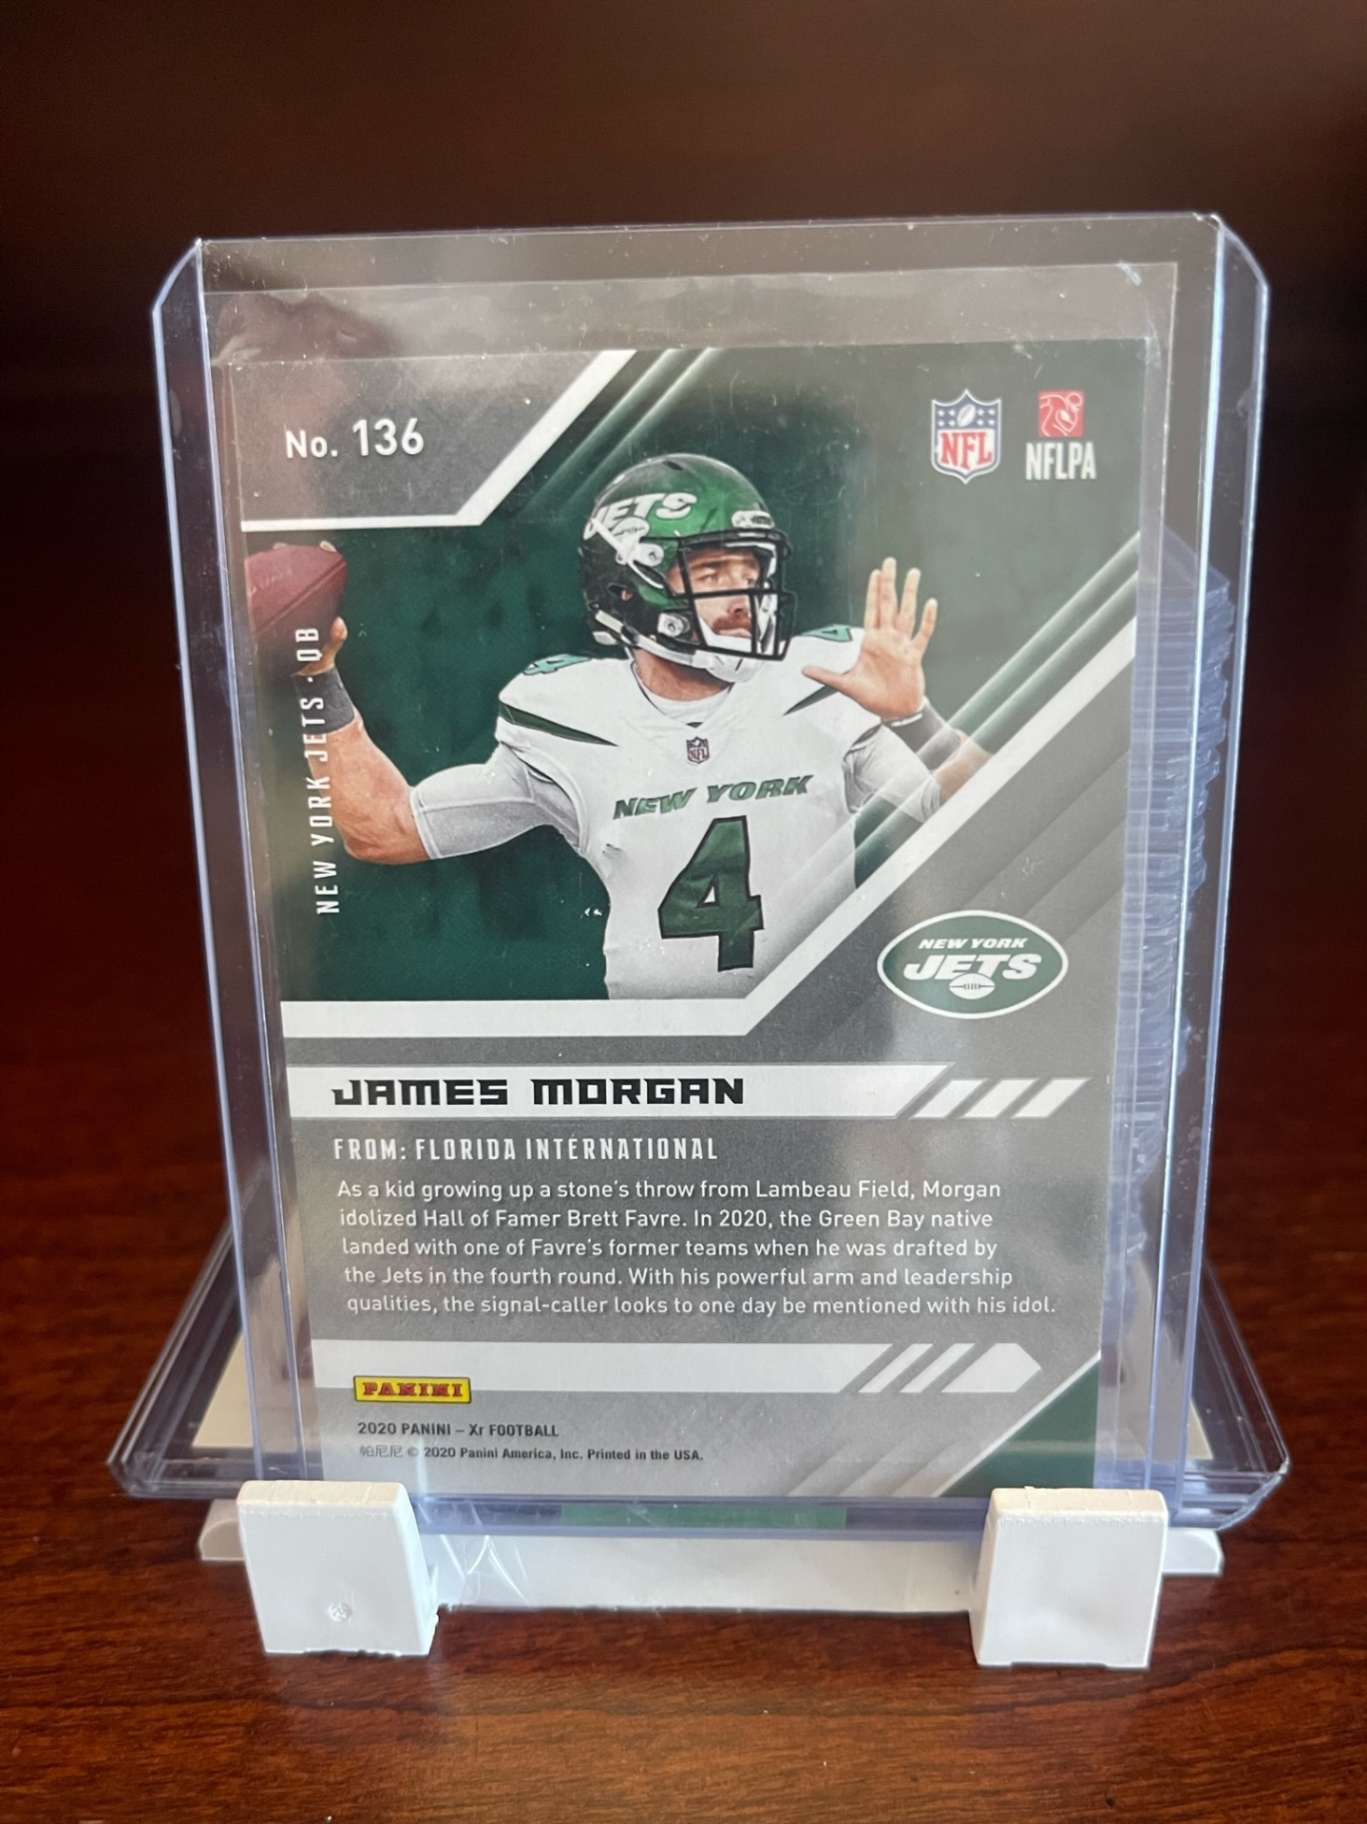 No. 136
NFL
NFLPA
JETS
NEW YORK JETS · QB
4
4
NFL
NEW YORK
4
NEW YORK
JETS
JAMES MORGAN
FROM: FLORIDA INTERNATIONAL
As a kid growing up a stone's throw from Lambeau Field, Morgan
idolized Hall of Famer Brett Favre. In 2020, the Green Bay native
landed with one of Favre's former teams when he was drafted by
the Jets in the fourth round. With his powerful arm and leadership
qualities, the signal-caller looks to one day be mentioned with his idol.
PANINI
2020 PANINI – Xr FOOTBALL
帕尼尼 © 2020 Panini America, Inc. Printed in the USA.